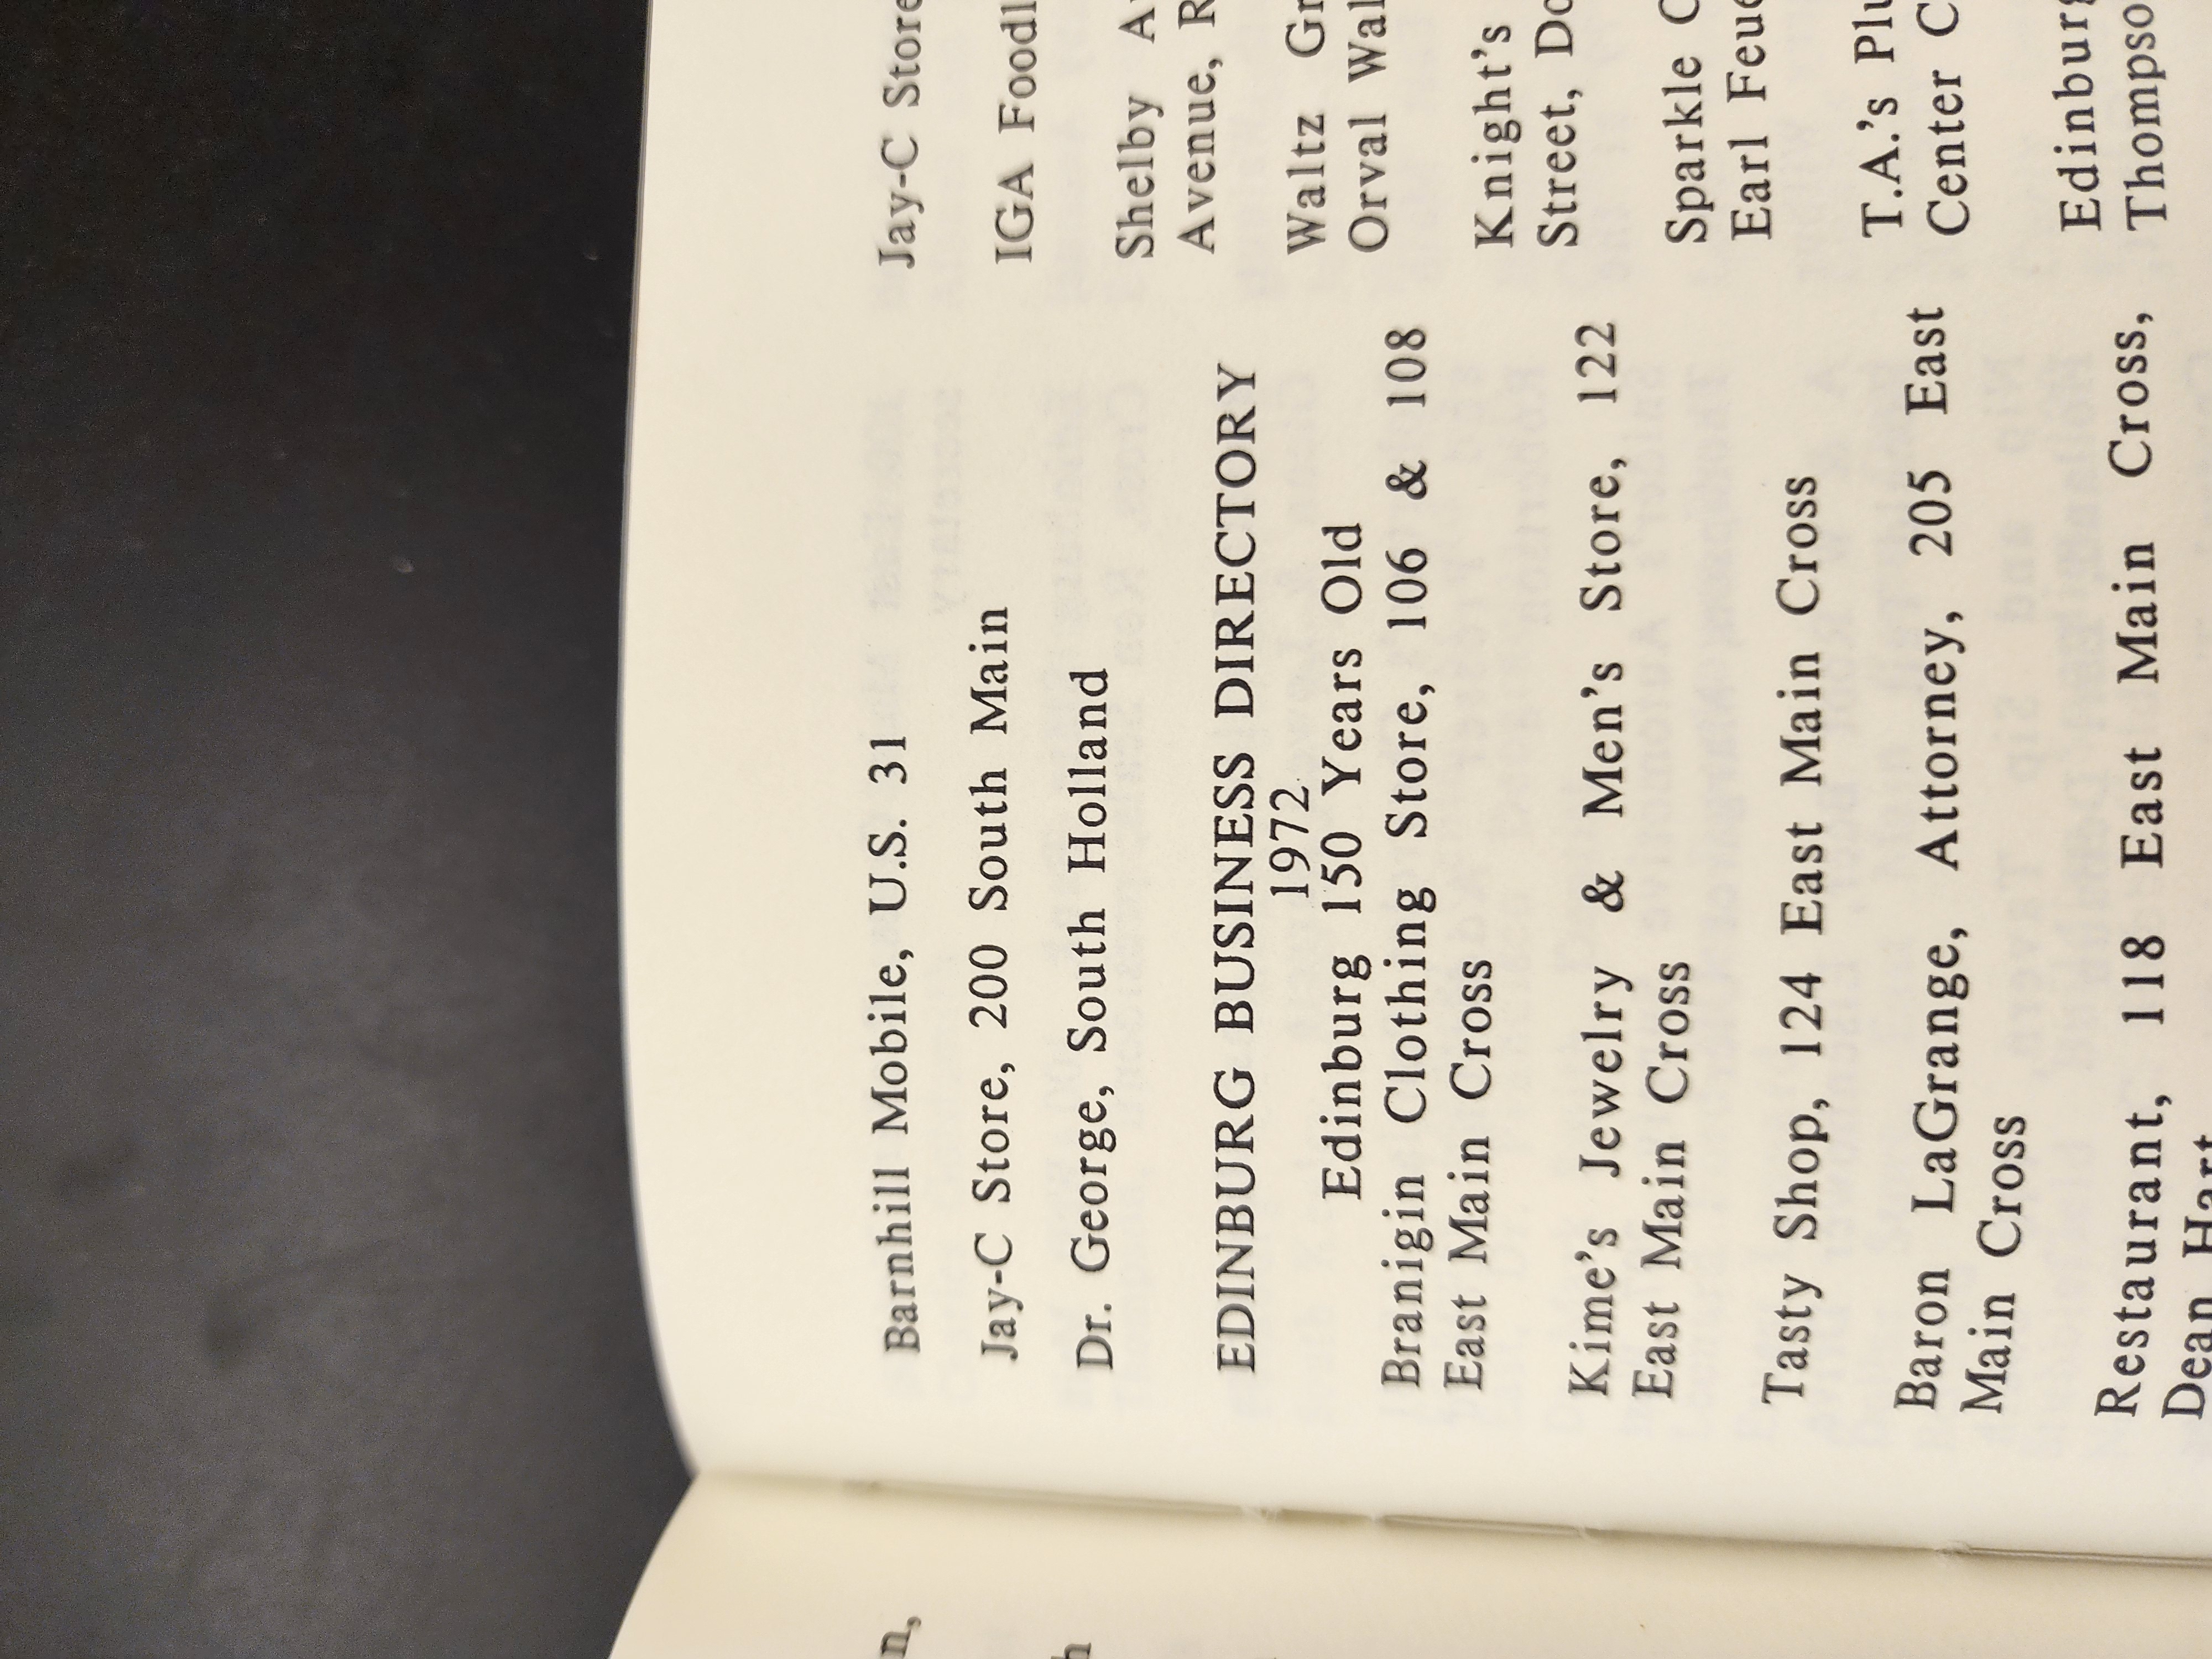 Barnhill Mobile, U.S. 31
Jay-C Store, 200 South Main
Dr. George, South Holland
EDINBURG BUSINESS DIRECTORY
1972
Edinburg 150 Years Old
Branigin Clothing Store, 106 & 108
East Main Cross
Kime's Jewelry & Men's Store, 122
East Main Cross
Tasty Shop, 124 East Main Cross
Baron LaGrange, Attorney, 205 East
Main Cross
Restaurant, 118 East Main Cross,
Dean Hart
Jay-C Store
IGA
Shelby
Avenue,
Waltz
Orval
Knight's
Street,
Sparkle
Earl
T.A.'s
Center